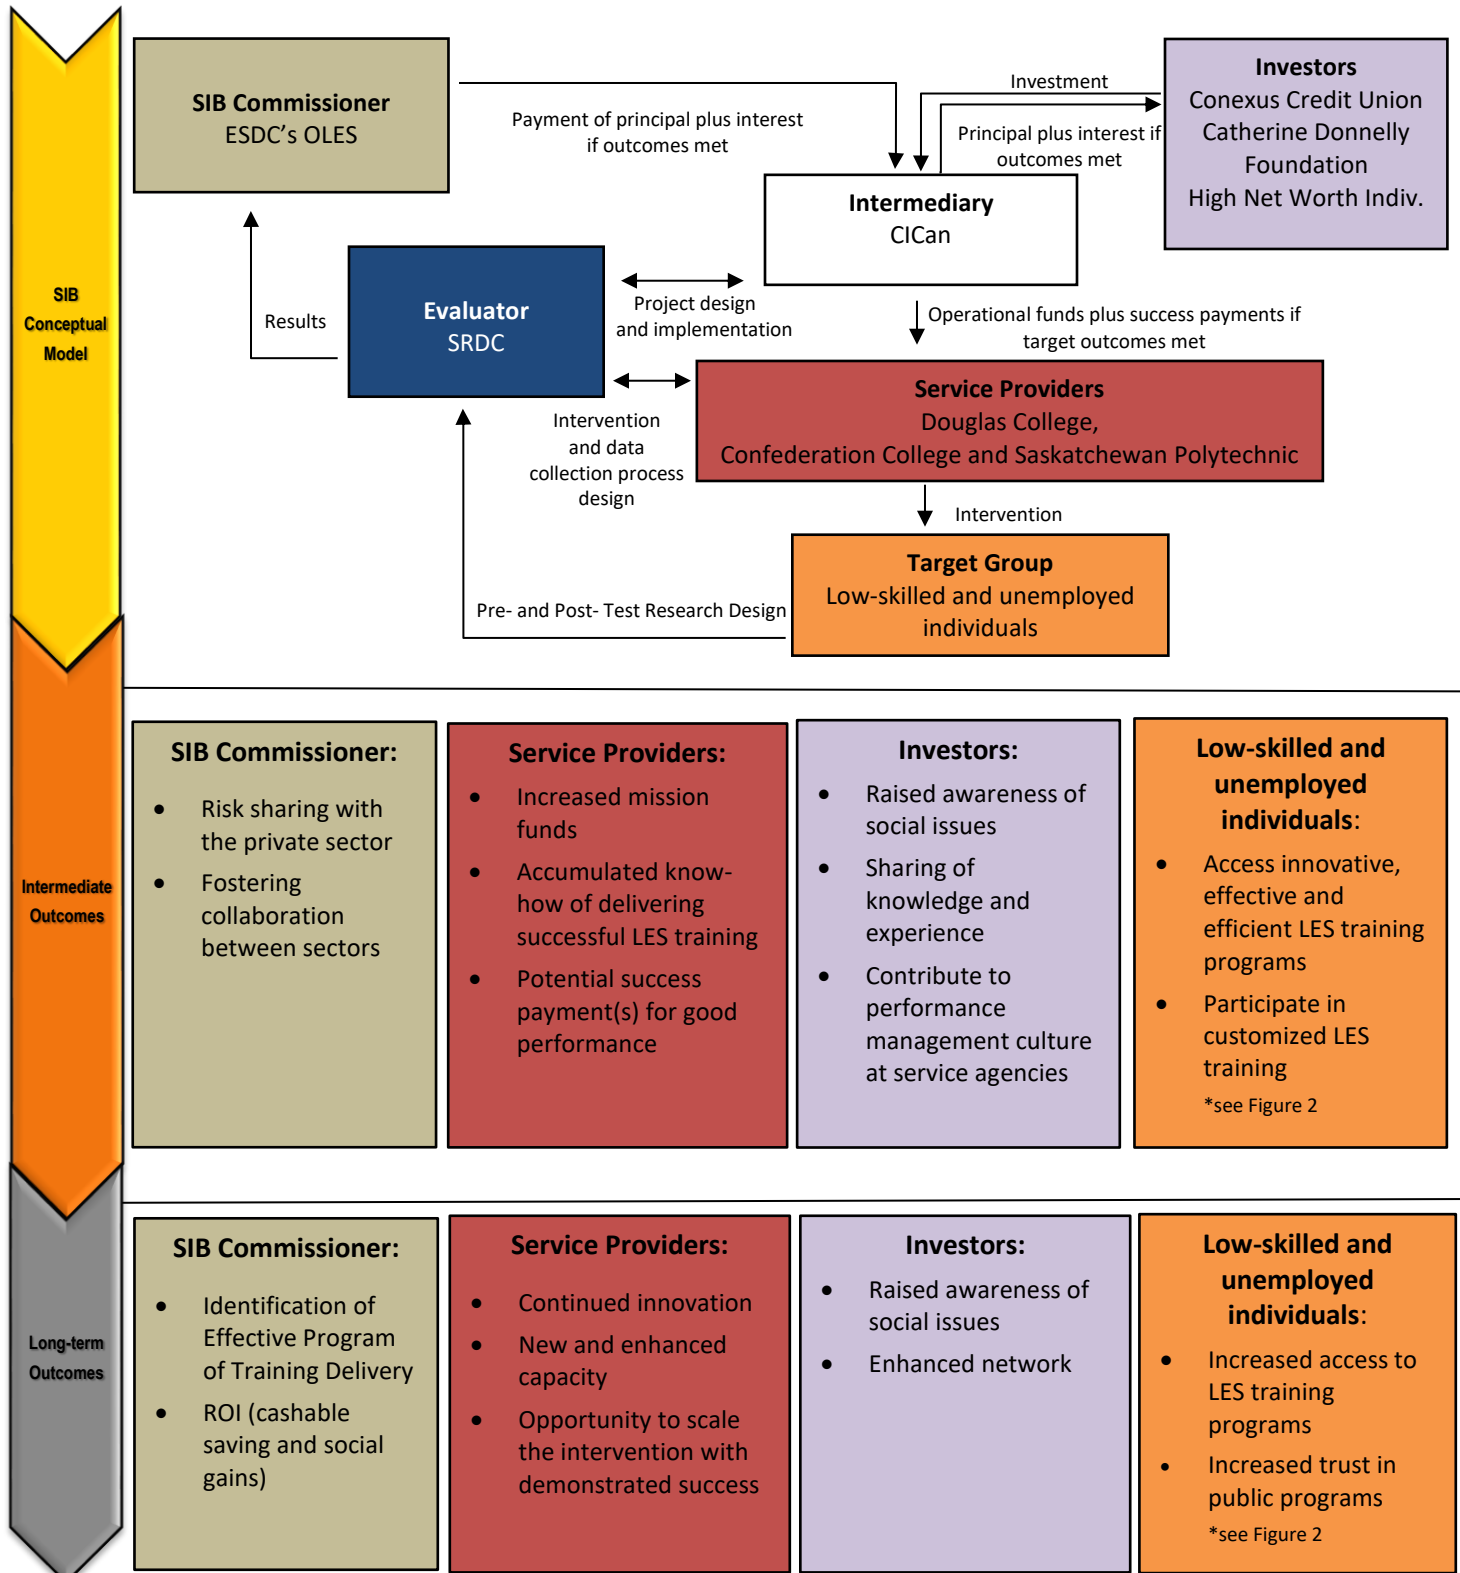 SIB
Conceptual
Model
SIB Commissioner
ESDC's OLES
Payment of principal plus interest
if outcomes met
Investment
Principal plus interest if
outcomes met
Investors
Conexus Credit Union
Catherine Donnelly
Foundation
High Net Worth Indiv.
Intermediary
CICan
Results
Evaluator
SRDC
Project design
and implementation
Operational funds plus success payments if
target outcomes met
Intervention
and data
collection process
design
Service Providers
Douglas College,
Confederation College and Saskatchewan Polytechnic
Intervention
Target Group
Low-skilled and unemployed
individuals
Pre- and Post- Test Research Design
Intermediate
Outcomes
SIB Commissioner:
• Risk sharing with
the private sector
• Fostering
collaboration
between sectors
Service Providers:
• Increased mission
funds
• Accumulated know-
how of delivering
successful LES training
• Potential success
payment(s) for good
performance
Investors:
• Raised awareness of
social issues
• Sharing of
knowledge and
experience
• Contribute to
performance
management culture
at service agencies
Low-skilled and
unemployed
individuals:
• Access innovative,
effective and
efficient LES training
programs
• Participate in
customized LES
training
*see Figure 2
Long-term
Outcomes
SIB Commissioner:
• Identification of
Effective Program
of Training Delivery
• ROI (cashable
saving and social
gains)
Service Providers:
• Continued innovation
• New and enhanced
capacity
• Opportunity to scale
the intervention with
demonstrated success
Investors:
• Raised awareness of
social issues
• Enhanced network
Low-skilled and
unemployed
individuals:
• Increased access to
LES training
programs
• Increased trust in
public programs
*see Figure 2